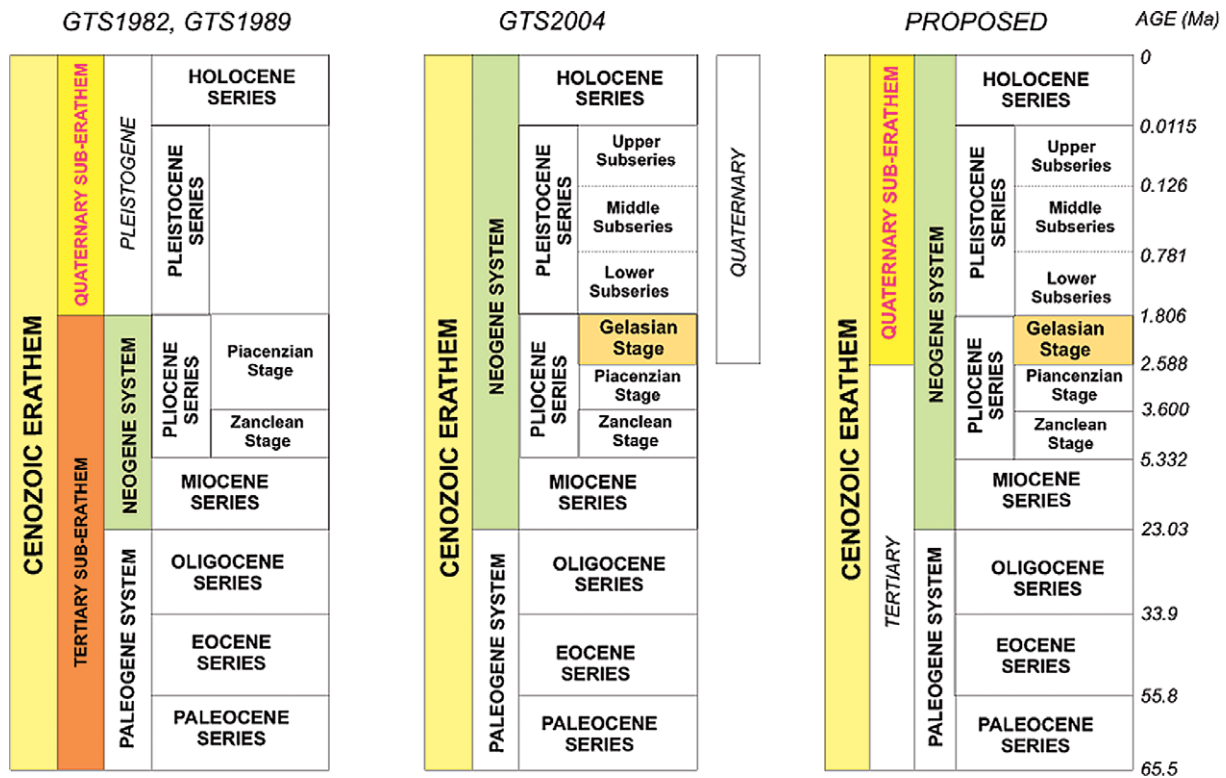 GTS1982, GTS1989
GTS2004
PROPOSED
AGE (Ma)
CENOZOIC ERATHEM
QUATERNARY SUB-ERATHEM
TERTIARY SUB-ERATHEM
PLEISTOGENE
NEOGENE SYSTEM
PALEOGENE SYSTEM
HOLOCENE
SERIES
PLEISTOCENE
SERIES
PLIOCENE
SERIES
Piacenzian
Stage
Zanclean
Stage
MIOCENE
SERIES
OLIGOCENE
SERIES
EOCENE
SERIES
PALEOCENE
SERIES
CENOZOIC ERATHEM
NEOGENE SYSTEM
PALEOGENE SYSTEM
HOLOCENE
SERIES
PLEISTOCENE
SERIES
Upper
Subseries
Middle
Subseries
Lower
Subseries
PLIOCENE
SERIES
Gelasian
Stage
Piacenzian
Stage
Zanclean
Stage
MIOCENE
SERIES
OLIGOCENE
SERIES
EOCENE
SERIES
PALEOCENE
SERIES
QUATERNARY
CENOZOIC ERATHEM
QUATERNARY SUB-ERATHEM
TERTIARY
NEOGENE SYSTEM
PALEOGENE SYSTEM
HOLOCENE
SERIES
PLEISTOCENE
SERIES
Upper
Subseries
Middle
Subseries
Lower
Subseries
PLIOCENE
SERIES
Gelasian
Stage
Piancenzian
Stage
Zanclean
Stage
MIOCENE
SERIES
OLIGOCENE
SERIES
EOCENE
SERIES
PALEOCENE
SERIES
0
0.0115
0.126
0.781
1.806
2.588
3.600
5.332
23.03
33.9
55.8
65.5